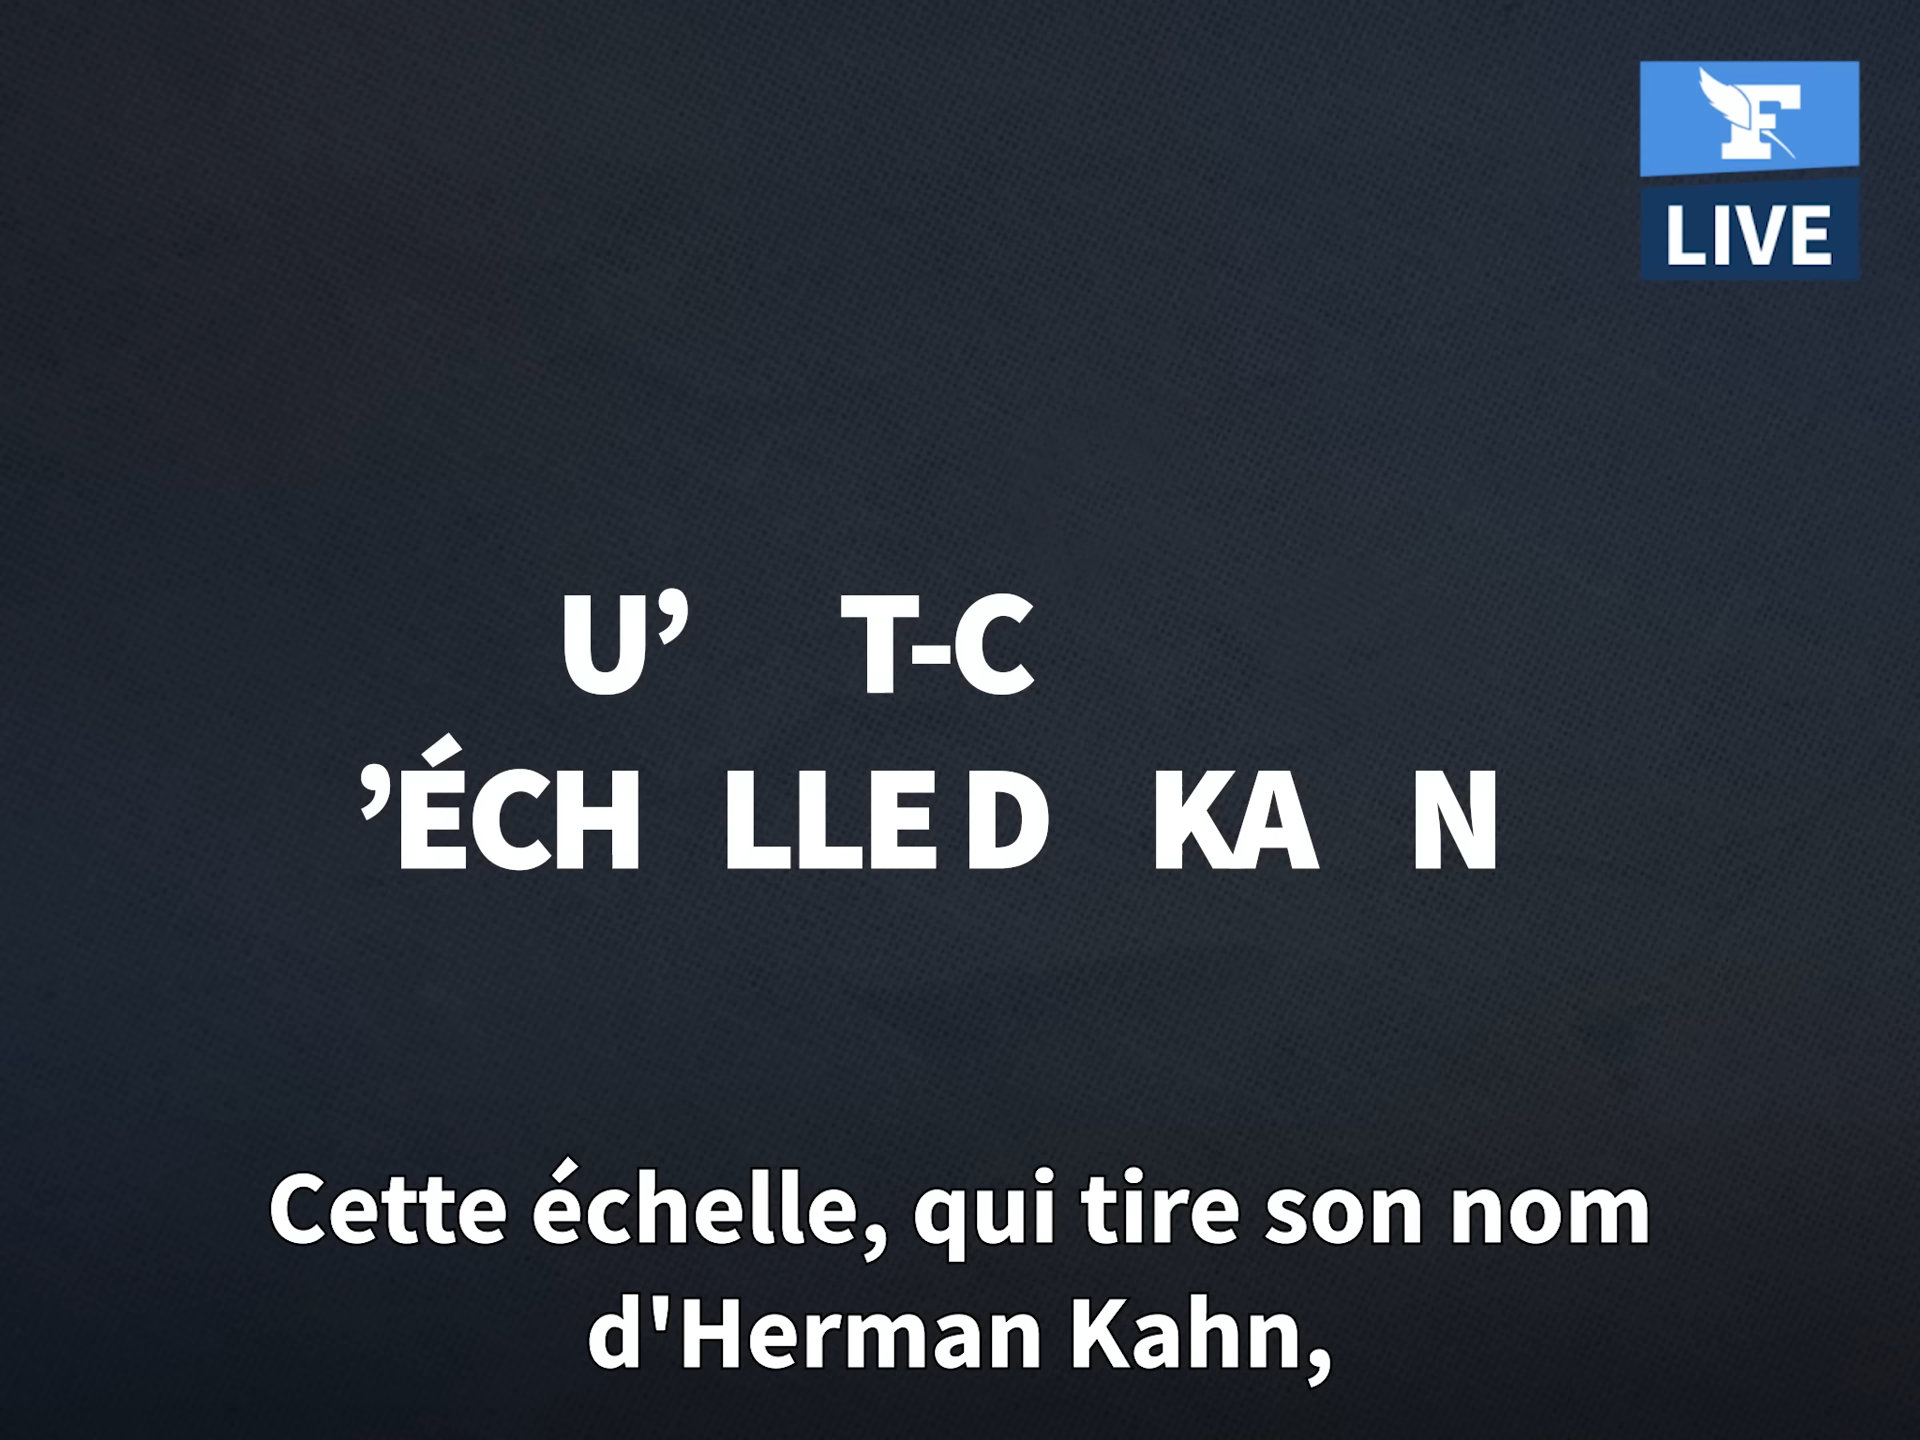 F
LIVE
U’ T-C
’ÉCH LLE D KA N
Cette échelle, qui tire son nom
d'Herman Kahn,